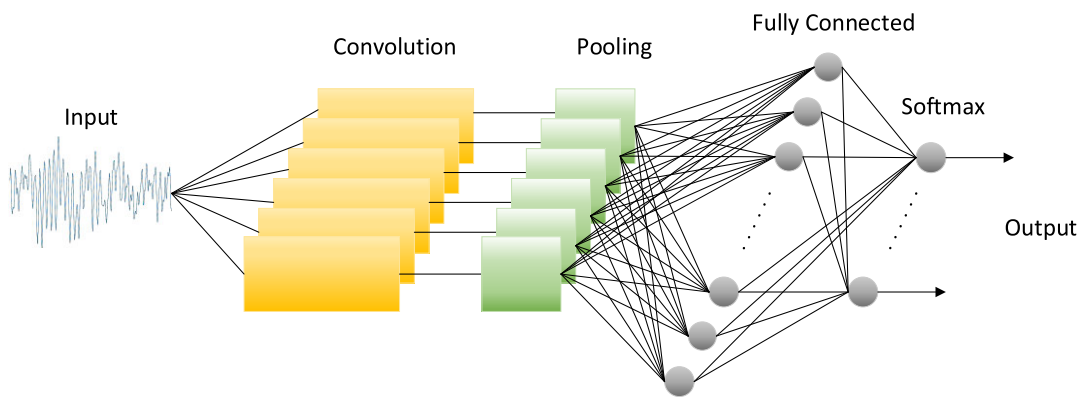 Input
Convolution
Pooling
Fully Connected
Softmax
Output